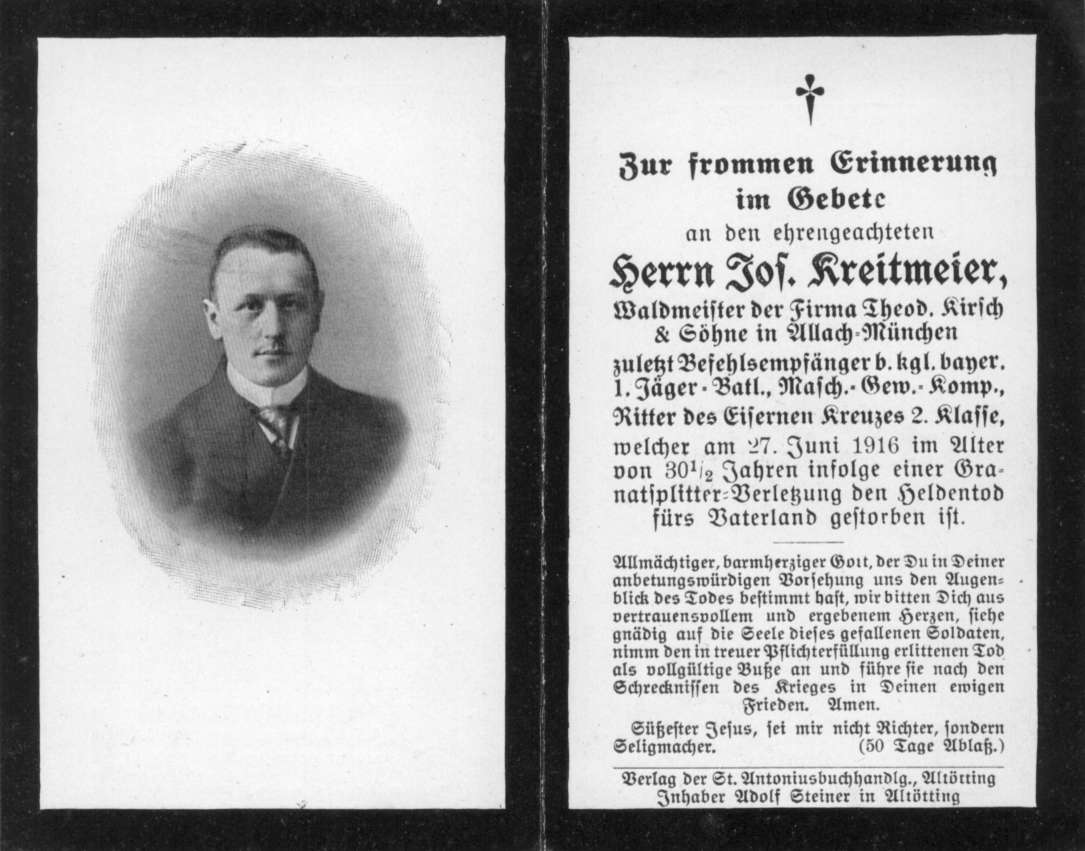 Zur frommen Erinnerung
im Gebete
an den ehrengeachteten
Herrn Jos. Kreitmeier,
Waldmeister der Firma Theod. Kirsch
& Söhne in Allach-München
zuletzt Befehlsempfänger b. kgl. bayer.
1. Jäger-Batl., Masch.-Gew.-Komp.,
Ritter des Eisernen Kreuzes 2. Klasse,
welcher am 27. Juni 1916 im Alter
von 30½ Jahren infolge einer Gra-
natsplitter-Verletzung den Heldentod
fürs Vaterland gestorben ist.
Allmächtiger, barmherziger Gott, der Du in Deiner
anbetungswürdigen Vorsehung uns den Augen-
blick des Todes bestimmt hast, wir bitten Dich aus
vertrauensvollem und ergebenem Herzen, siehe
gnädig auf die Seele dieses gefallenen Soldaten,
nimm den in treuer Pflichterfüllung erlittenen Tod
als vollgültige Buße an und führe sie nach den
Schrecknissen des Krieges in Deinen ewigen
Frieden. Amen.
Süßester Jesus, sei mir nicht Richter, sondern
Seligmacher. (50 Tage Ablaß.)
Verlag der St. Antoniusbuchhandlg., Altötting
Inhaber Adolf Steiner in Altötting